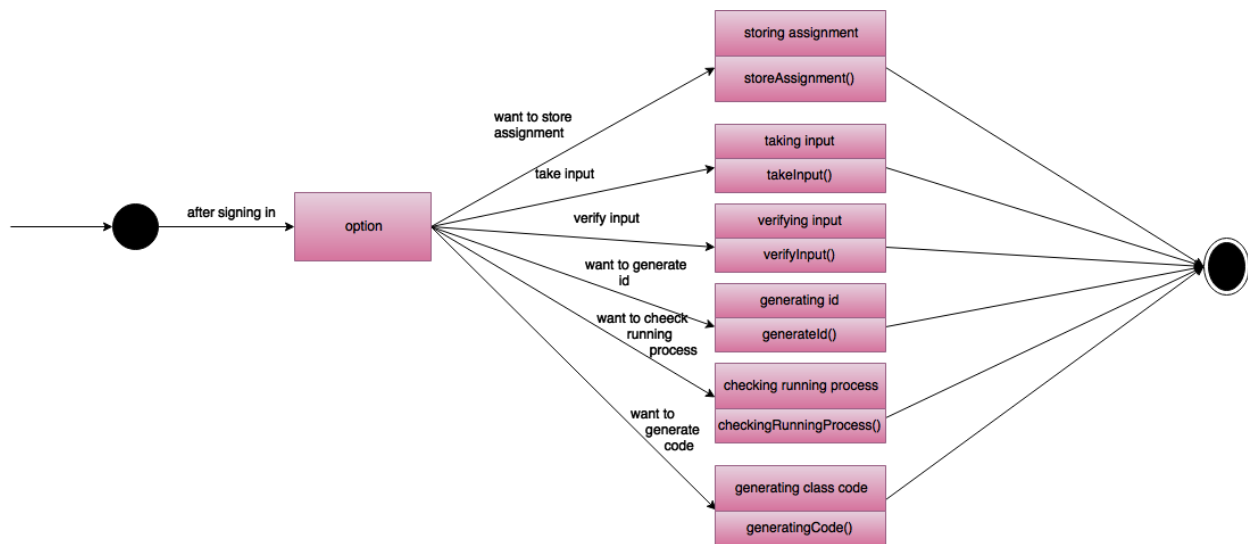 storing assignment
storeAssignment()
want to store
assignment
taking input
takeInput()
take input
after signing in
option
verify input
verifying input
verifyInput()
want to generate
id
generating id
generateId()
want to cheeck
running
process
checking running process
checkingRunningProcess()
want to
generate
code
generating class code
generatingCode()